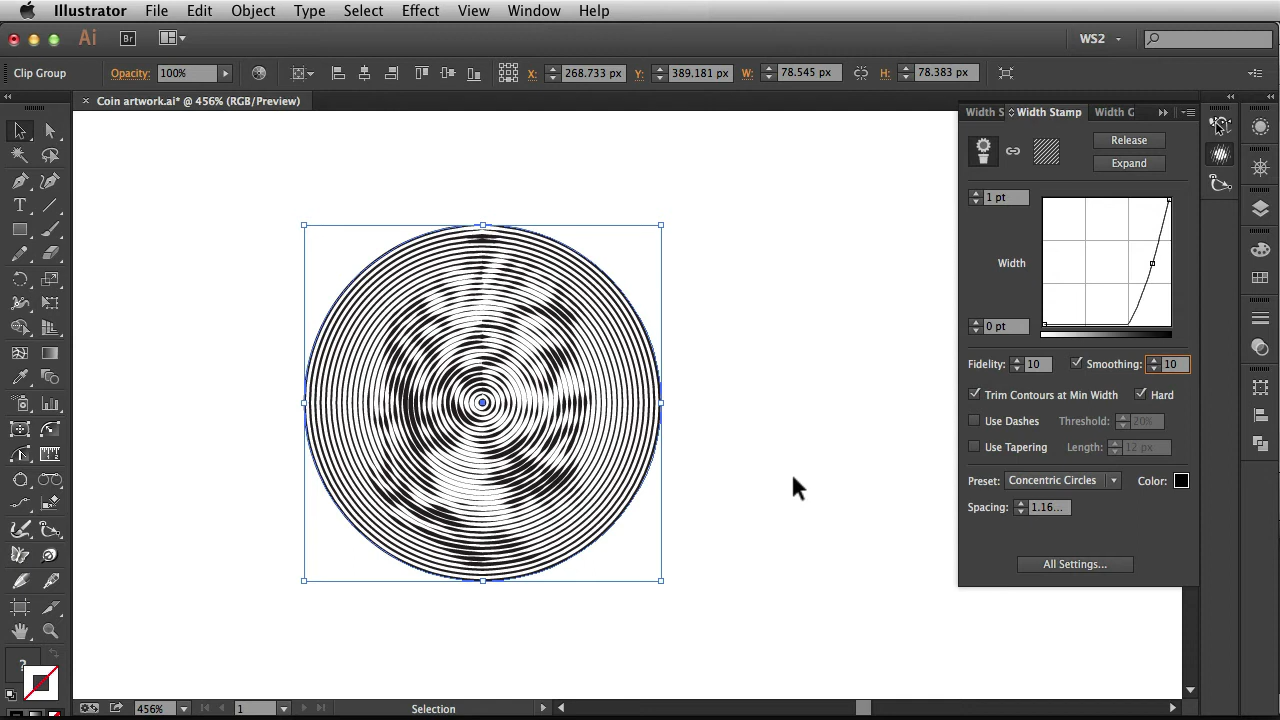 Illustrator File Edit Object Type Select Effect View Window Help
Ai Br WS2
Clip Group Opacity: 100% X: 268.733 px Y: 389.181 px W: 78.545 px H: 78.383 px
× Coin artwork.ai* @ 456% (RGB/Preview)
Width S Width Stamp Width G
Release
Expand
1 pt
Width
0 pt
Fidelity: 10 Smoothing: 10
Trim Contours at Min Width Hard
Use Dashes Threshold: 20%
Use Tapering Length: 12 px
Preset: Concentric Circles Color:
Spacing: 1.16...
All Settings...
T
?
456% 1 Selection